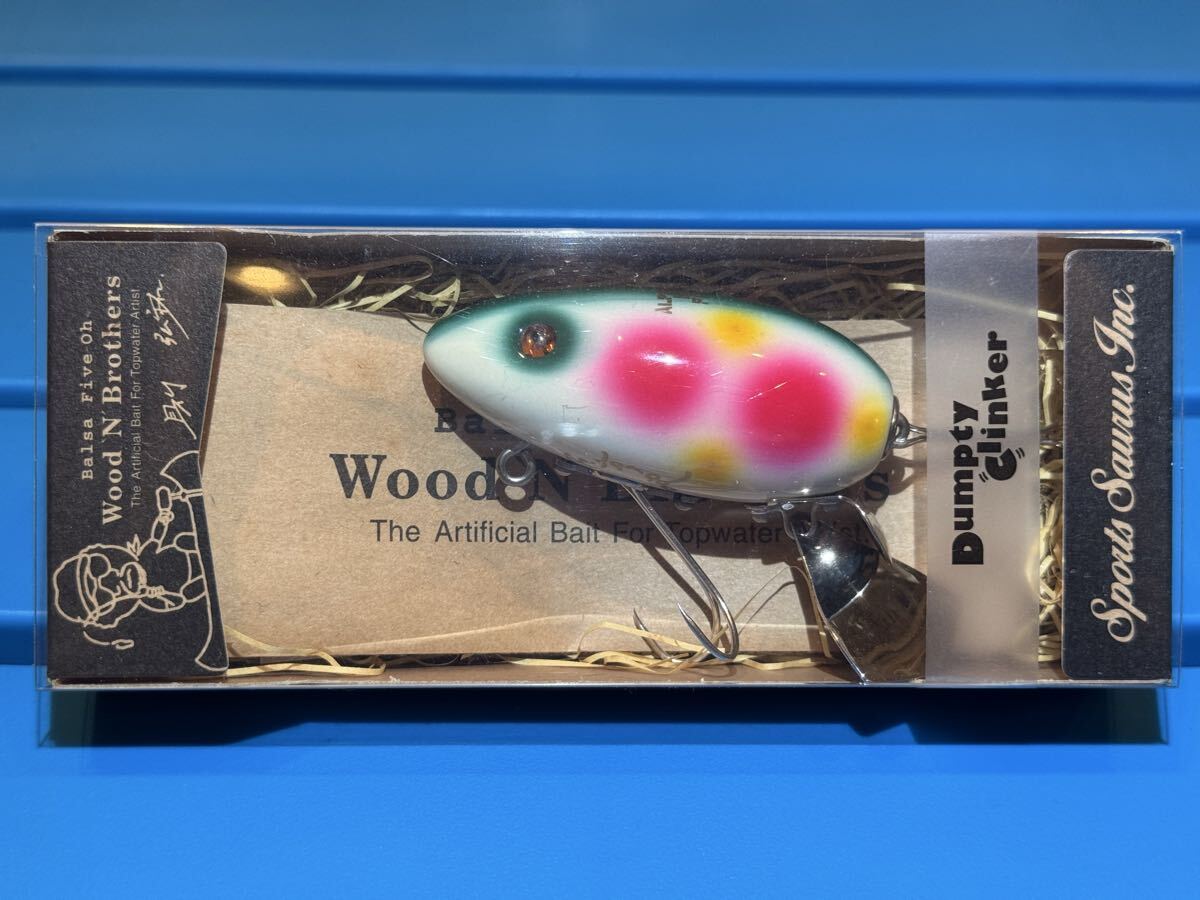 Balsa Five-Oh
Wood N Brothers
The Artificial Bait For Topwater Artist
Wood N
The Artificial Bait For Topwater
Dumpty
Clinker
Sports Saurus Inc.